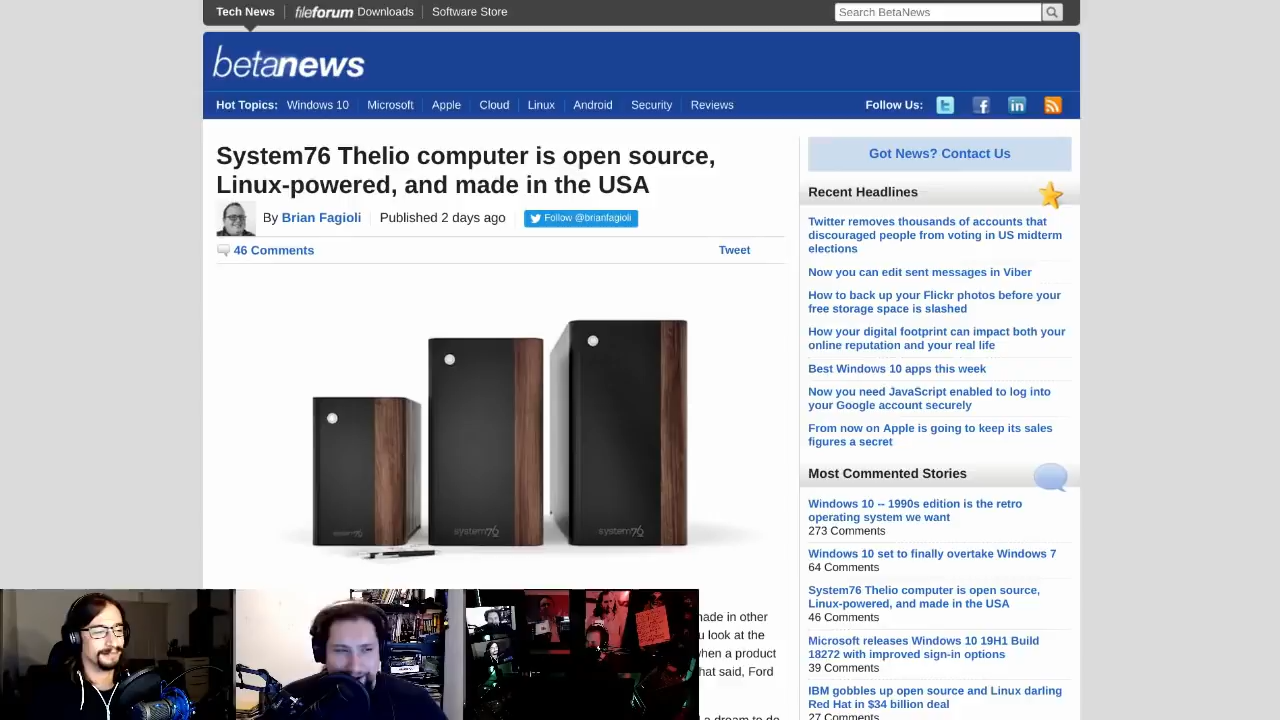 Tech News
fileforum Downloads
Software Store
Search BetaNews
betanews
Hot Topics: Windows 10 Microsoft Apple Cloud Linux Android Security Reviews
Follow Us:
System76 Thelio computer is open source,
Linux-powered, and made in the USA
By Brian Fagioli
Published 2 days ago
Follow @brianfagioli
46 Comments
Tweet
system76
system76
system76
made in other
u look at the
when a product
hat said, Ford
a dream to do
Got News? Contact Us
Recent Headlines
Twitter removes thousands of accounts that
discouraged people from voting in US midterm
elections
Now you can edit sent messages in Viber
How to back up your Flickr photos before your
free storage space is slashed
How your digital footprint can impact both your
online reputation and your real life
Best Windows 10 apps this week
Now you need JavaScript enabled to log into
your Google account securely
From now on Apple is going to keep its sales
figures a secret
Most Commented Stories
Windows 10 -- 1990s edition is the retro
operating system we want
273 Comments
Windows 10 set to finally overtake Windows 7
64 Comments
System76 Thelio computer is open source,
Linux-powered, and made in the USA
46 Comments
Microsoft releases Windows 10 19H1 Build
18272 with improved sign-in options
39 Comments
IBM gobbles up open source and Linux darling
Red Hat in $34 billion deal
27 Comments